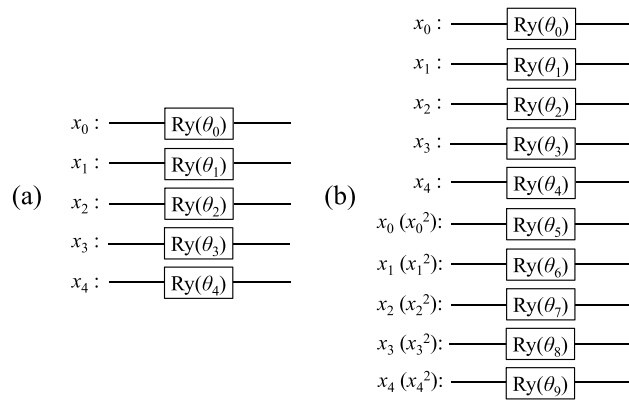 (a)
x₀ : Ry(θ₀)
x₁ : Ry(θ₁)
x₂ : Ry(θ₂)
x₃ : Ry(θ₃)
x₄ : Ry(θ₄)
(b)
x₀ : Ry(θ₀)
x₁ : Ry(θ₁)
x₂ : Ry(θ₂)
x₃ : Ry(θ₃)
x₄ : Ry(θ₄)
x₀ (x₀²): Ry(θ₅)
x₁ (x₁²): Ry(θ₆)
x₂ (x₂²): Ry(θ₇)
x₃ (x₃²): Ry(θ₈)
x₄ (x₄²): Ry(θ₉)